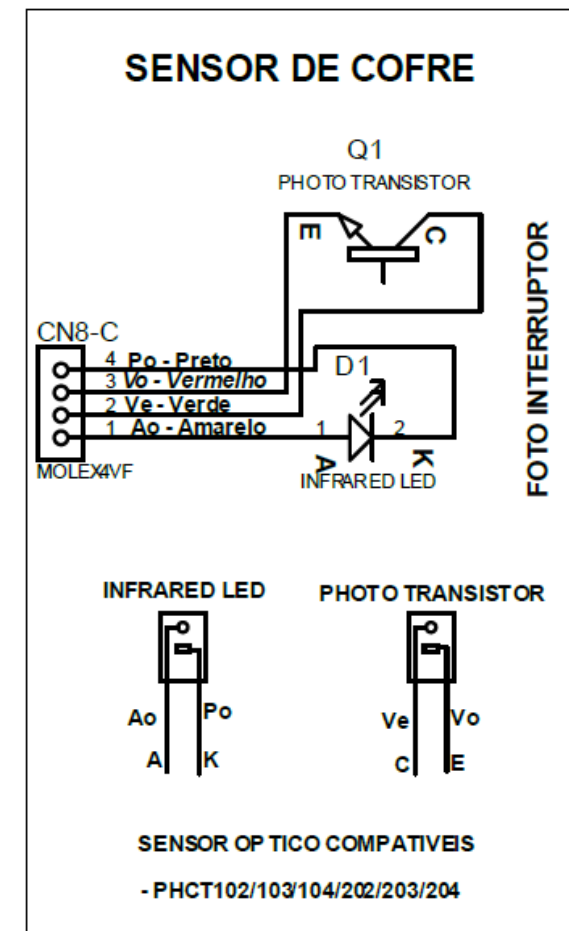 SENSOR DE COFRE
Q1
PHOTO TRANSISTOR
E
C
FOTO INTERRUPTOR
CN8-C
4 Po - Preto
3 Vo - Vermelho
2 Ve - Verde
1 Ao - Amarelo
MOLEX4VF
D1
1 2
A K
INFRARED LED
INFRARED LED
PHOTO TRANSISTOR
Ao Po
A K
Ve Vo
C E
SENSOR OPTICO COMPATIVEIS
- PHCT102/103/104/202/203/204